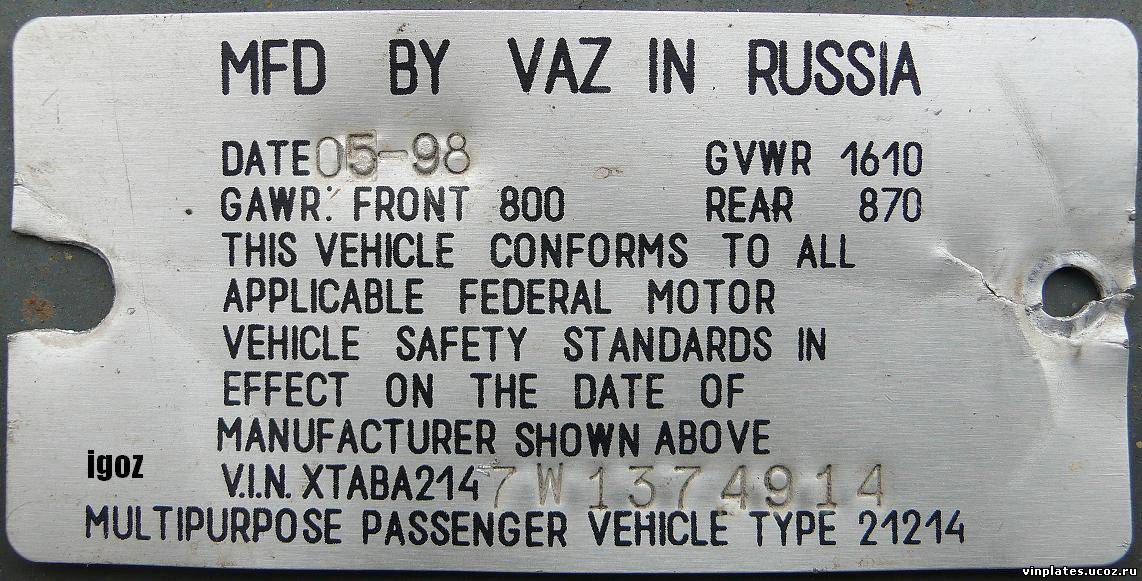 MFD BY VAZ IN RUSSIA
DATE 05-98 GVWR 1610
GAWR: FRONT 800 REAR 870
THIS VEHICLE CONFORMS TO ALL
APPLICABLE FEDERAL MOTOR
VEHICLE SAFETY STANDARDS IN
EFFECT ON THE DATE OF
MANUFACTURER SHOWN ABOVE
igoz
V.I.N. XTABA2147W1374914
MULTIPURPOSE PASSENGER VEHICLE TYPE 21214
vinplates.ucoz.ru